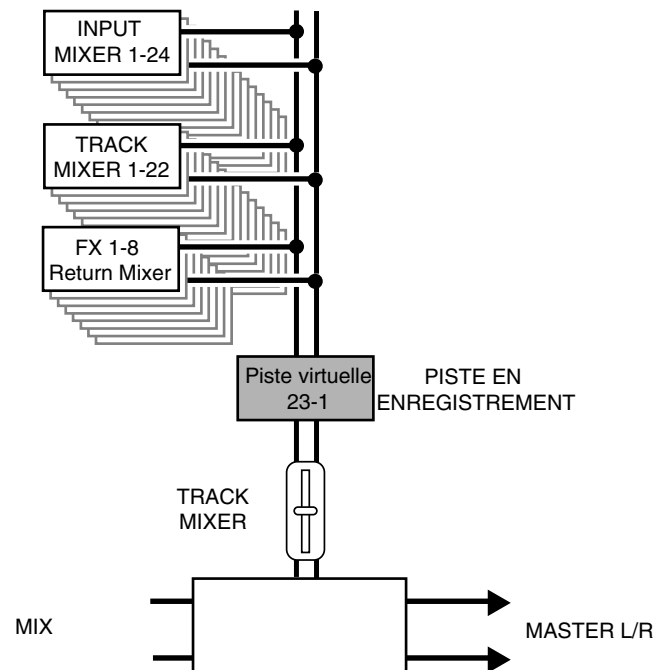 INPUT
MIXER 1-24
TRACK
MIXER 1-22
FX 1-8
Return Mixer
Piste virtuelle
23-1
PISTE EN
ENREGISTREMENT
TRACK
MIXER
MIX
MASTER L/R